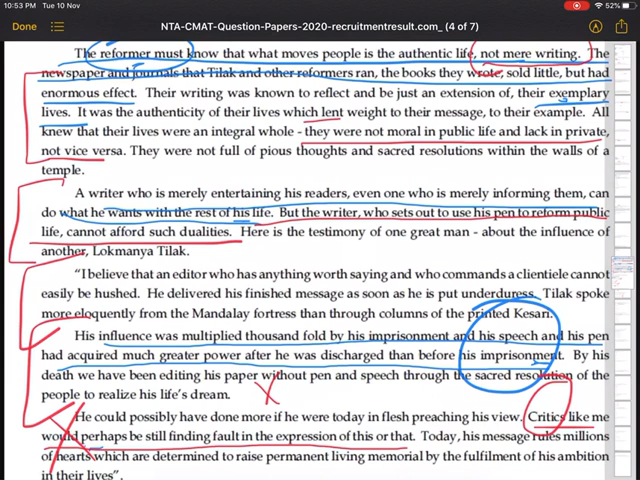 10:53 PM Tue 10 Nov
52%
Done
NTA-CMAT-Question-Papers-2020-recruitmentresult.com_ (4 of 7)
The reformer must know that what moves people is the authentic life, not mere writing. The
newspaper and journals that Tilak and other reformers ran, the books they wrote, sold little, but had
enormous effect. Their writing was known to reflect and be just an extension of, their exemplary
lives. It was the authenticity of their lives which lent weight to their message, to their example. All
knew that their lives were an integral whole - they were not moral in public life and lack in private,
not vice versa. They were not full of pious thoughts and sacred resolutions within the walls of a
temple.
A writer who is merely entertaining his readers, even one who is merely informing them, can
do what he wants with the rest of his life. But the writer, who sets out to use his pen to reform public
life, cannot afford such dualities. Here is the testimony of one great man - about the influence of
another, Lokmanya Tilak.
"I believe that an editor who has anything worth saying and who commands a clientele cannot
easily be hushed. He delivered his finished message as soon as he is put underduress. Tilak spoke
more eloquently from the Mandalay fortress than through columns of the printed Kesari.
His influence was multiplied thousand fold by his imprisonment and his speech and his pen
had acquired much greater power after he was discharged than before his imprisonment. By his
death we have been editing his paper without pen and speech through the sacred resolution of the
people to realize his life's dream.
He could possibly have done more if he were today in flesh preaching his view. Critics like me
would perhaps be still finding fault in the expression of this or that. Today, his message rules millions
of hearts which are determined to raise permanent living memorial by the fulfilment of his ambition
in their lives".